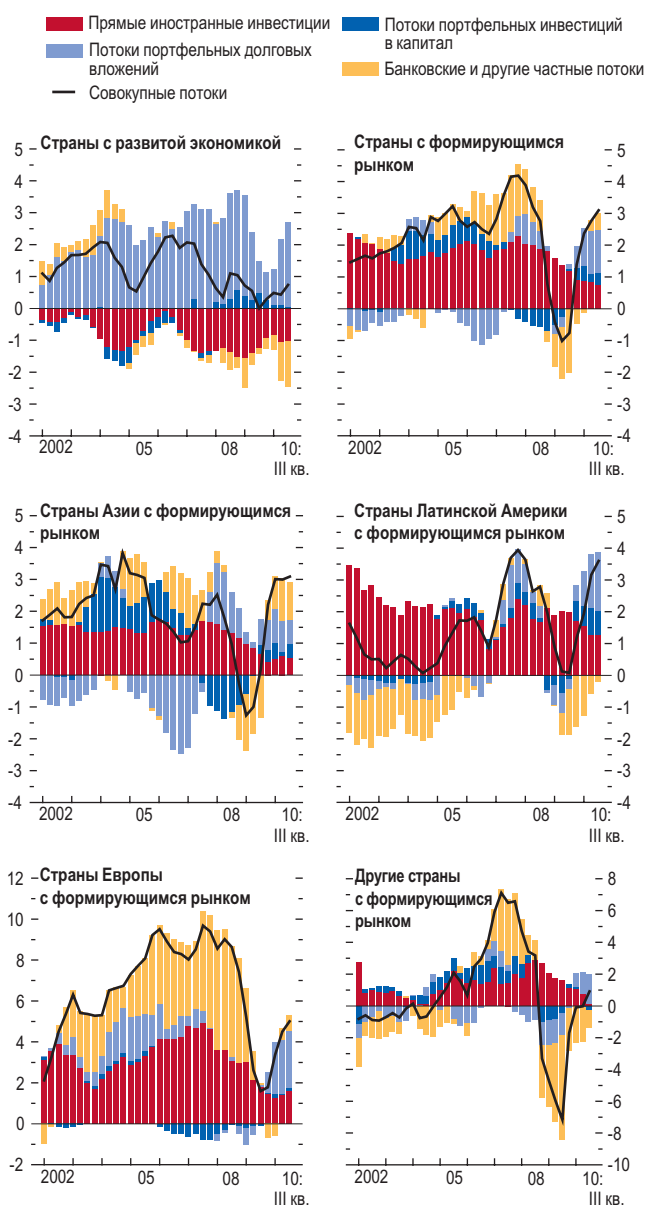 Прямые иностранные инвестиции
Потоки портфельных инвестиций
в капитал
Потоки портфельных долговых
вложений
Банковские и другие частные потоки
Совокупные потоки
Страны с развитой экономикой
5
4
3
2
1
0
-1
-2
-3
-4
2002 05 08 10:
III кв.
Страны с формирующимся
рынком
5
4
3
2
1
0
-1
-2
-3
-4
2002 05 08 10:
III кв.
Страны Азии с формирующимся
рынком
5
4
3
2
1
0
-1
-2
-3
-4
2002 05 08 10:
III кв.
Страны Латинской Америки
с формирующимся рынком
5
4
3
2
1
0
-1
-2
-3
-4
2002 05 08 10:
III кв.
Страны Европы
с формирующимся рынком
12
10
8
6
4
2
0
-2
2002 05 08 10:
III кв.
Другие страны
с формирующимся
рынком
8
6
4
2
0
-2
-4
-6
-8
-10
2002 05 08 10:
III кв.